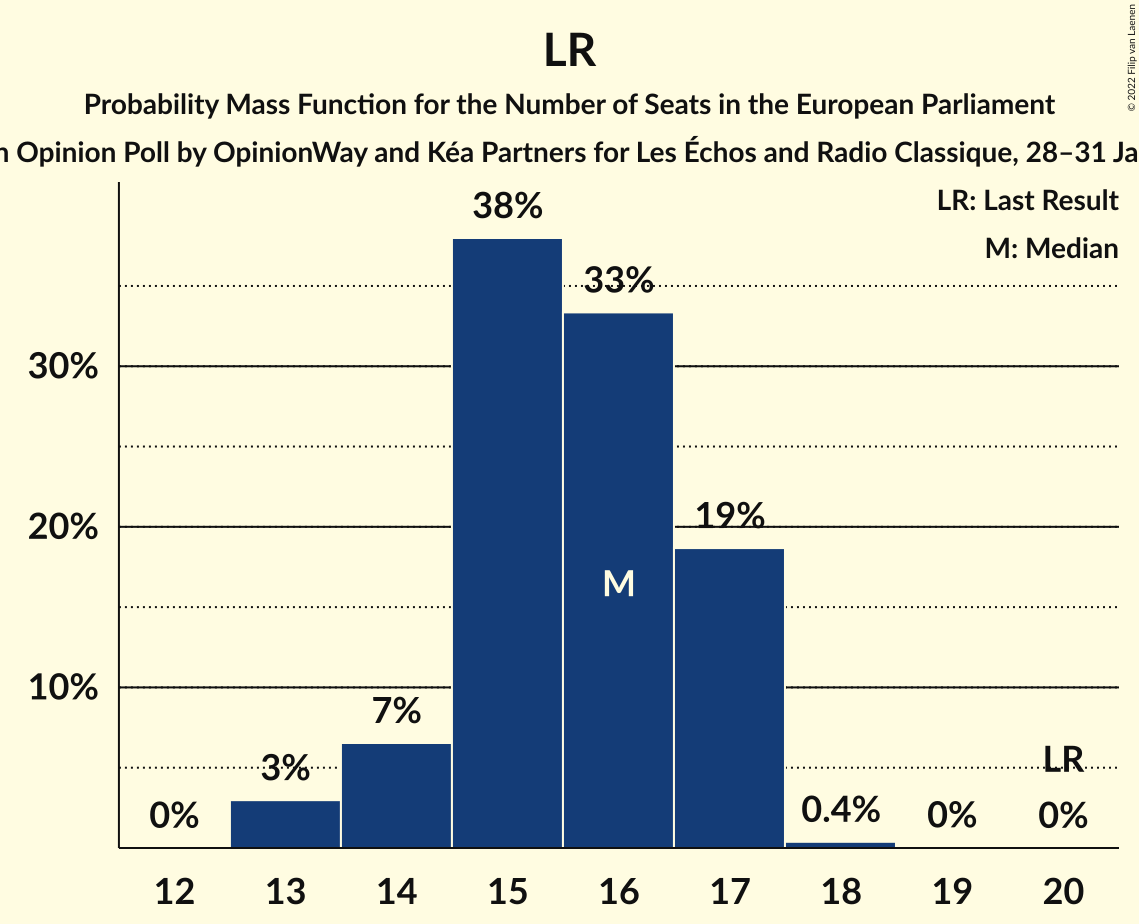 LR
Probability Mass Function for the Number of Seats in the European Parliament
Opinion Poll by OpinionWay and Kéa Partners for Les Échos and Radio Classique, 28–31
© 2022 Filip van Laenen
LR: Last Result
M: Median
38%
33%
30%
20%
19%
M
10%
7%
3%
LR
0%
0.4%
0%
0%
12 13 14 15 16 17 18 19 20